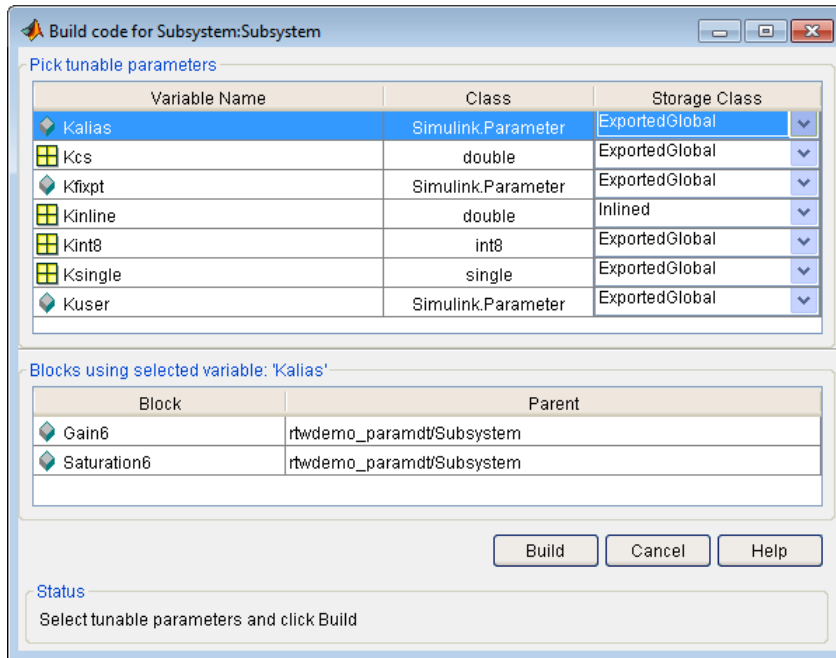 Build code for Subsystem:Subsystem
Pick tunable parameters
Variable Name Class Storage Class
Kalias Simulink.Parameter ExportedGlobal
Kcs double ExportedGlobal
Kfixpt Simulink.Parameter ExportedGlobal
Kinline double Inlined
Kint8 int8 ExportedGlobal
Ksingle single ExportedGlobal
Kuser Simulink.Parameter ExportedGlobal
Blocks using selected variable: 'Kalias'
Block Parent
Gain6 rtwdemo_paramdt/Subsystem
Saturation6 rtwdemo_paramdt/Subsystem
Build Cancel Help
Status
Select tunable parameters and click Build